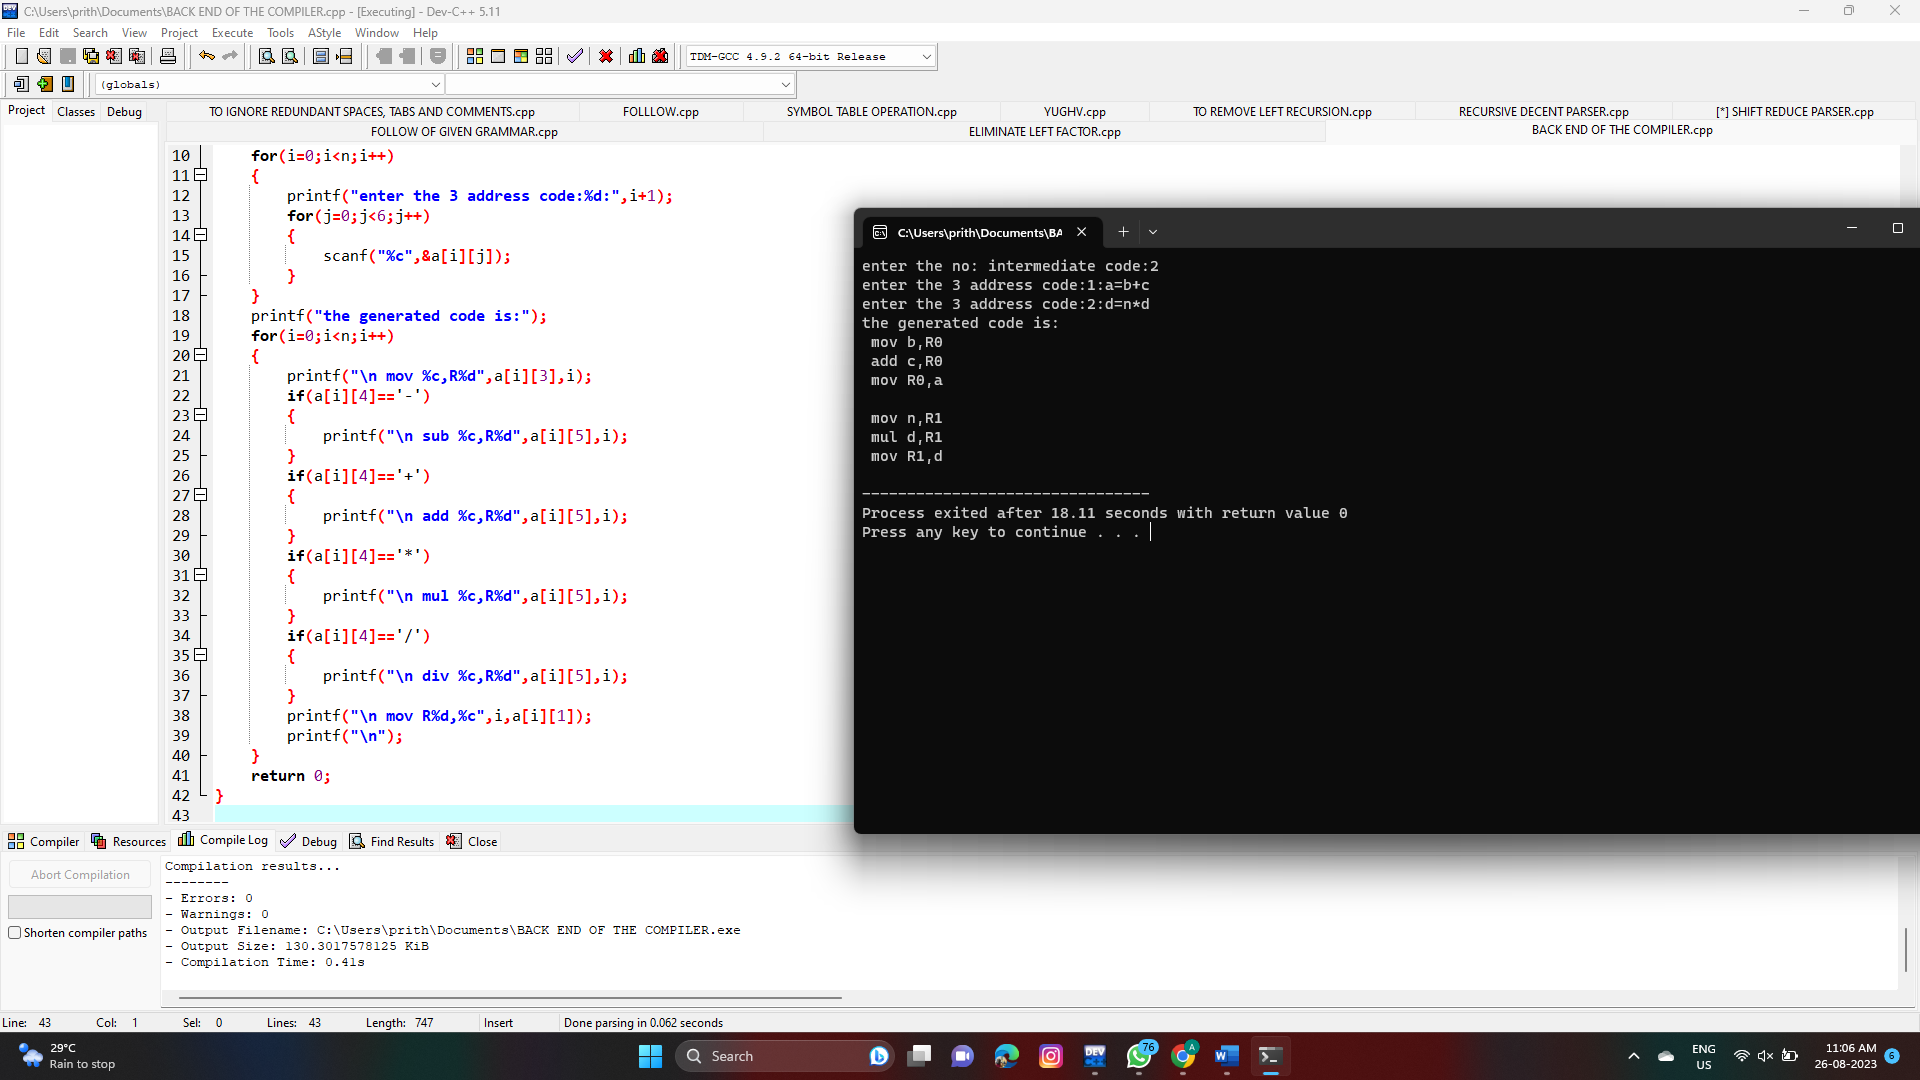 C:\Users\prith\Documents\BACK END OF THE COMPILER.cpp - [Executing] - Dev-C++ 5.11
File Edit Search View Project Execute Tools AStyle Window Help
TDM-GCC 4.9.2 64-bit Release
(globals)
Project Classes Debug
TO IGNORE REDUNDANT SPACES, TABS AND COMMENTS.cpp FOLLLOW.cpp SYMBOL TABLE OPERATION.cpp YUGHV.cpp TO REMOVE LEFT RECURSION.cpp RECURSIVE DECENT PARSER.cpp [*] SHIFT REDUCE PARSER.cpp
FOLLOW OF GIVEN GRAMMAR.cpp ELIMINATE LEFT FACTOR.cpp BACK END OF THE COMPILER.cpp
10 for(i=0;i<n;i++)
11 {
12 printf("enter the 3 address code:%d:",i+1);
13 for(j=0;j<6;j++)
14 {
15 scanf("%c",&a[i][j]);
16 }
17 }
18 printf("the generated code is:");
19 for(i=0;i<n;i++)
20 {
21 printf("\n mov %c,R%d",a[i][3],i);
22 if(a[i][4]=='-')
23 {
24 printf("\n sub %c,R%d",a[i][5],i);
25 }
26 if(a[i][4]=='+')
27 {
28 printf("\n add %c,R%d",a[i][5],i);
29 }
30 if(a[i][4]=='*')
31 {
32 printf("\n mul %c,R%d",a[i][5],i);
33 }
34 if(a[i][4]=='/')
35 {
36 printf("\n div %c,R%d",a[i][5],i);
37 }
38 printf("\n mov R%d,%c",i,a[i][1]);
39 printf("\n");
40 }
41 return 0;
42 }
43
C:\Users\prith\Documents\BA
enter the no: intermediate code:2
enter the 3 address code:1:a=b+c
enter the 3 address code:2:d=n*d
the generated code is:
mov b,R0
add c,R0
mov R0,a
mov n,R1
mul d,R1
mov R1,d
--------------------------------
Process exited after 18.11 seconds with return value 0
Press any key to continue . . .
Compiler Resources Compile Log Debug Find Results Close
Abort Compilation
Shorten compiler paths
Compilation results...
--------
- Errors: 0
- Warnings: 0
- Output Filename: C:\Users\prith\Documents\BACK END OF THE COMPILER.exe
- Output Size: 130.3017578125 KiB
- Compilation Time: 0.41s
Line: 43 Col: 1 Sel: 0 Lines: 43 Length: 747 Insert Done parsing in 0.062 seconds
29°C
Rain to stop
Search
DEV
76
A
ENG
US
11:06 AM
26-08-2023
6